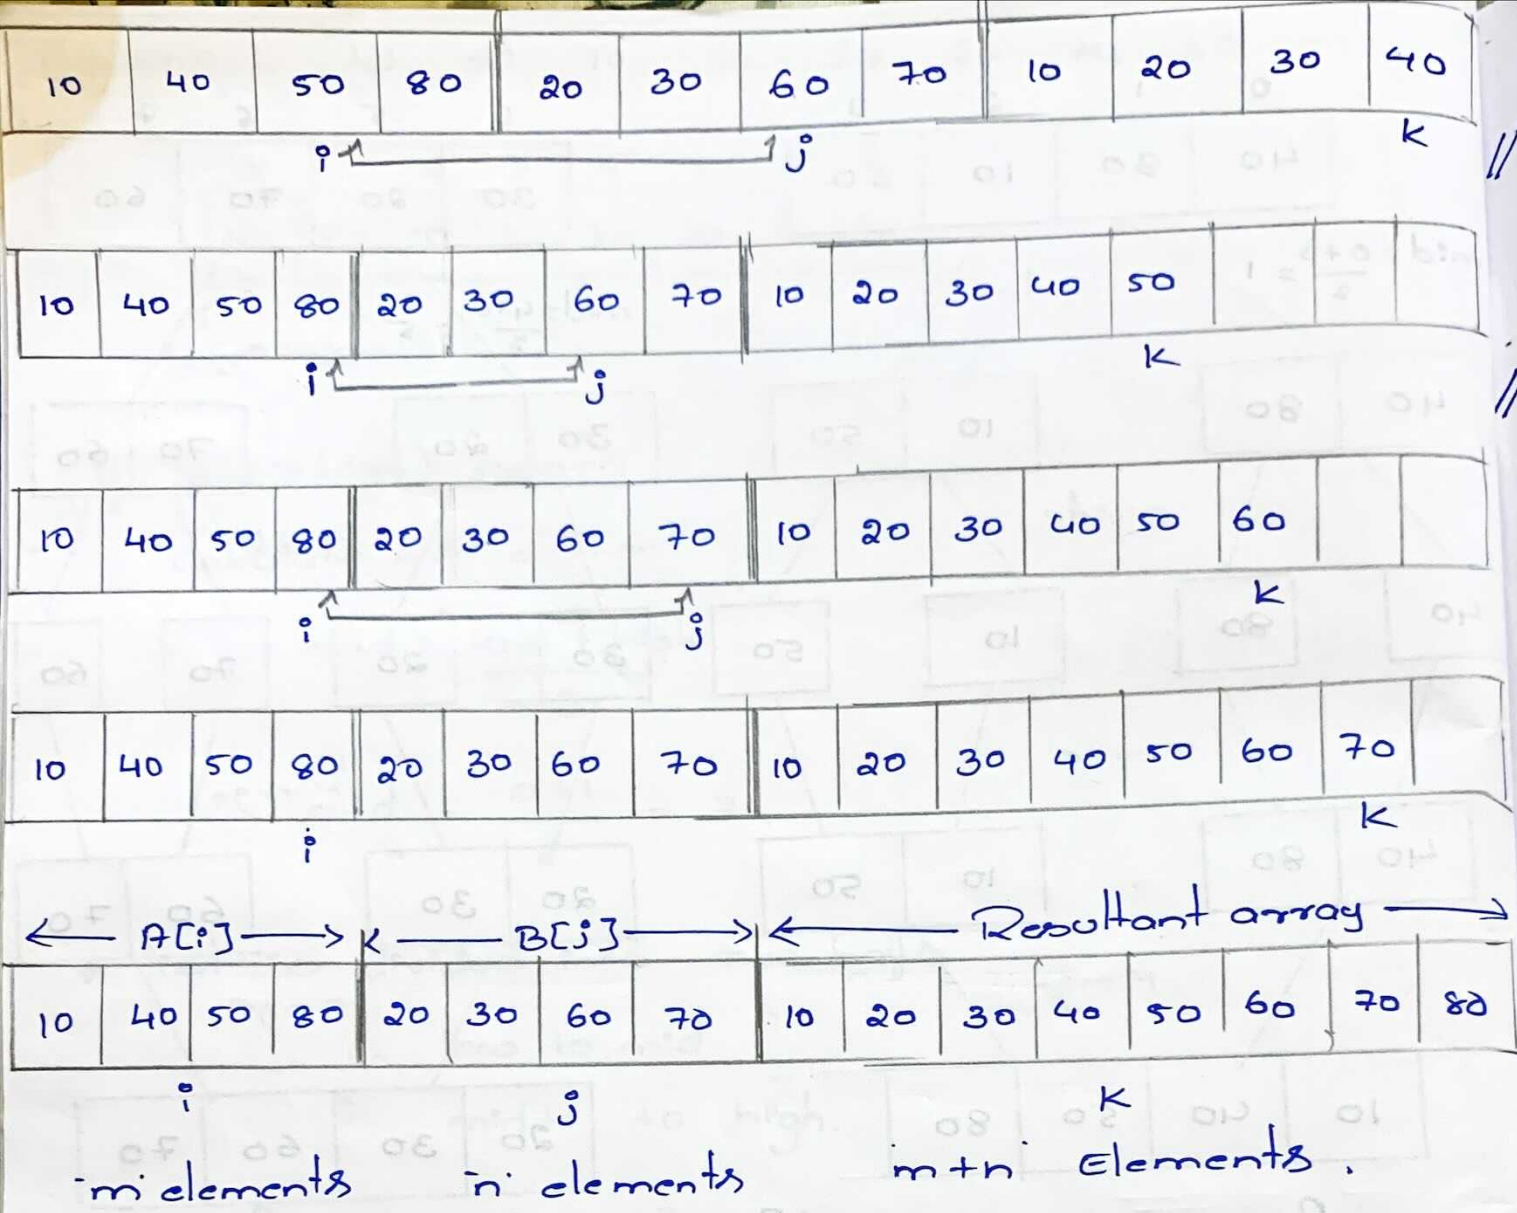 10 40 50 80 20 30 60 70 10 20 30 40
i j k
10 40 50 80 20 30 60 70 10 20 30 40 50
i j k
10 40 50 80 20 30 60 70 10 20 30 40 50 60
i j k
10 40 50 80 20 30 60 70 10 20 30 40 50 60 70
i k
A[i] B[j] Resultant array
10 40 50 80 20 30 60 70 10 20 30 40 50 60 70 80
i j k
'm' elements 'n' elements m+n Elements.